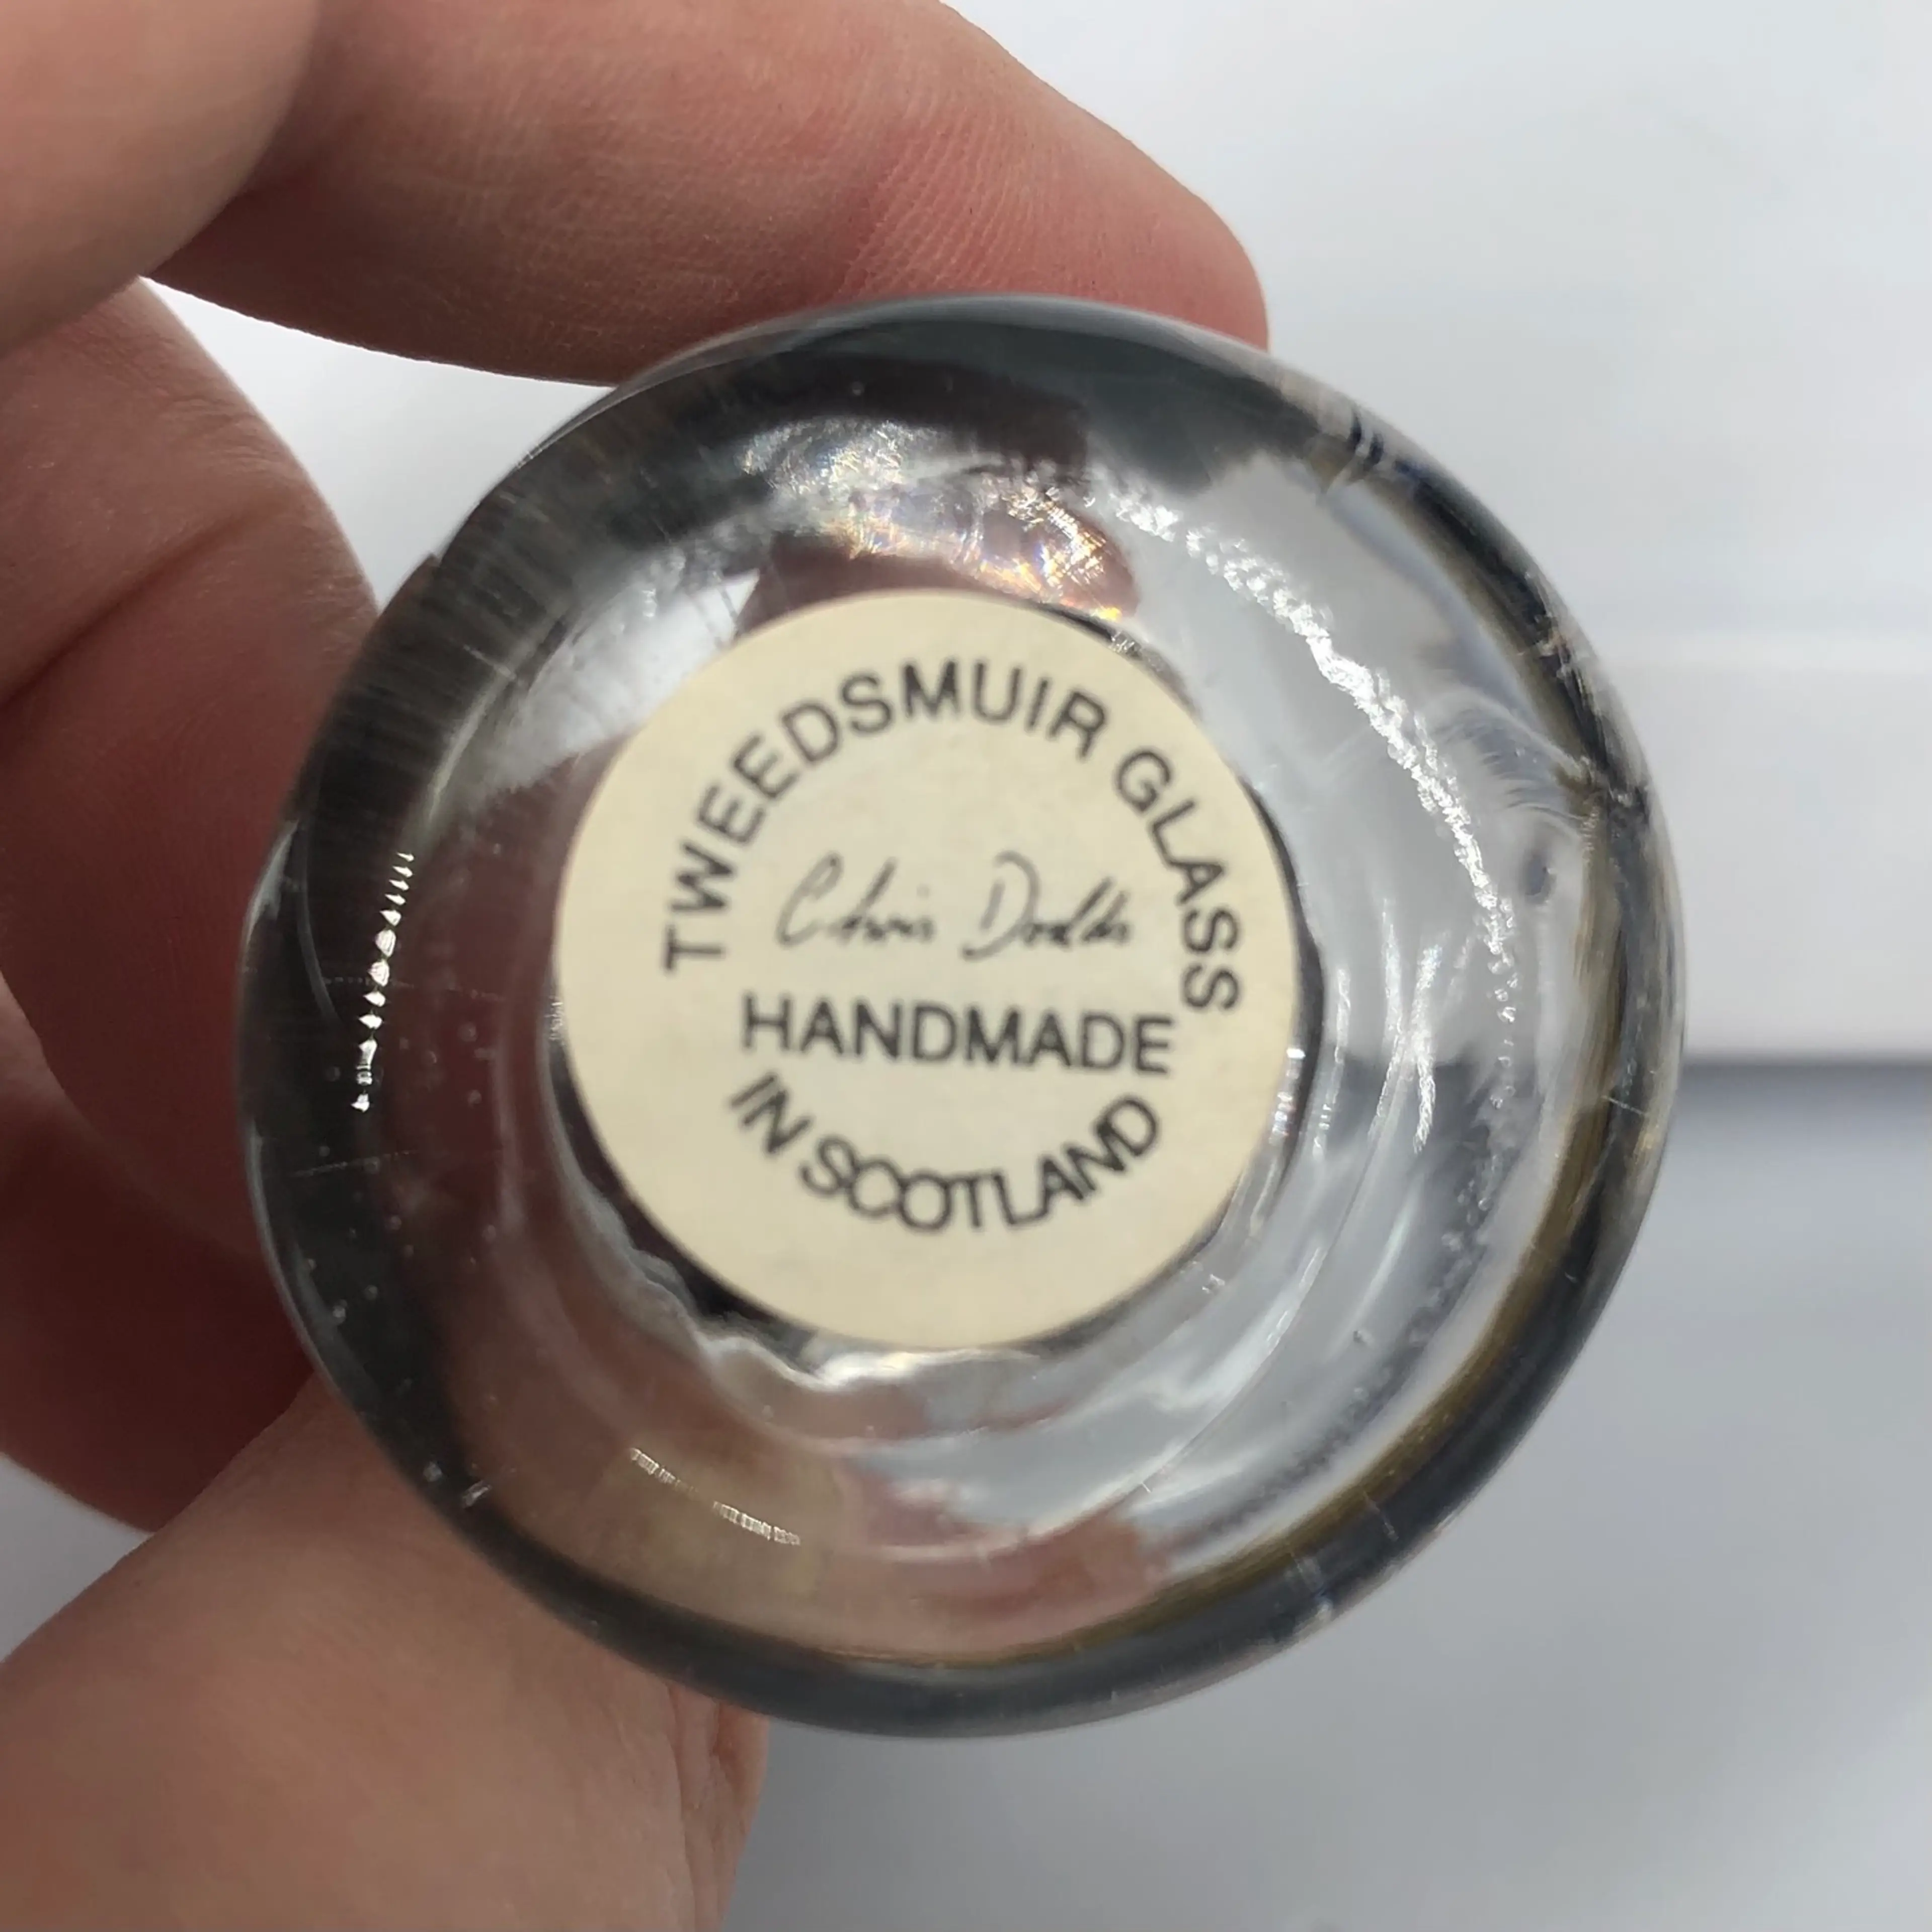 TWEEDSMUIR GLASS
Chris Dodds
HANDMADE
IN SCOTLAND